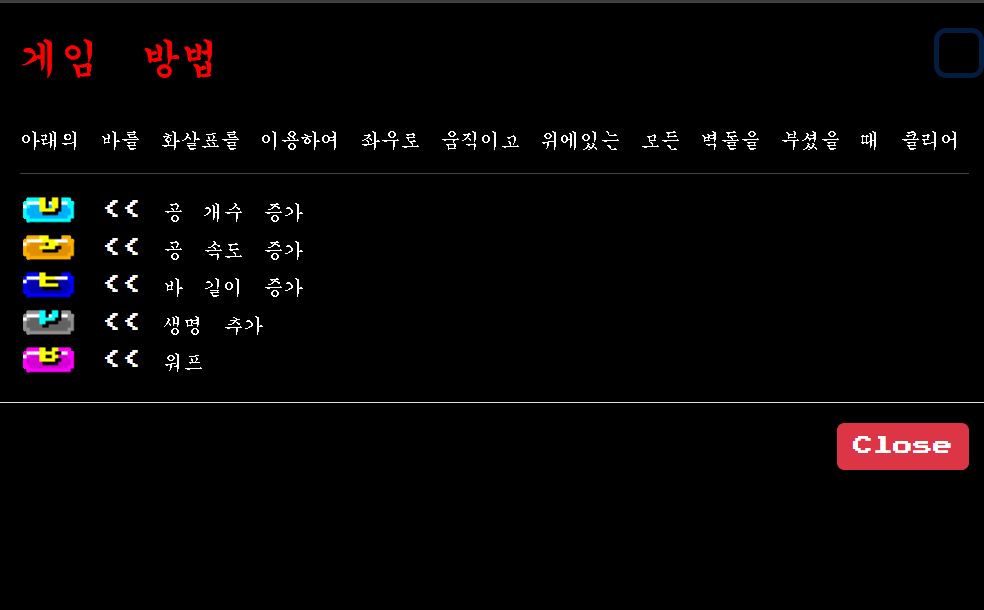 게임 방법
아래의 바를 화살표를 이용하여 좌우로 움직이고 위에있는 모든 벽돌을 부셨을 때 클리어
<< 공 개수 증가
<< 공 속도 증가
<< 바 길이 증가
<< 생명 추가
<< 워프
Close